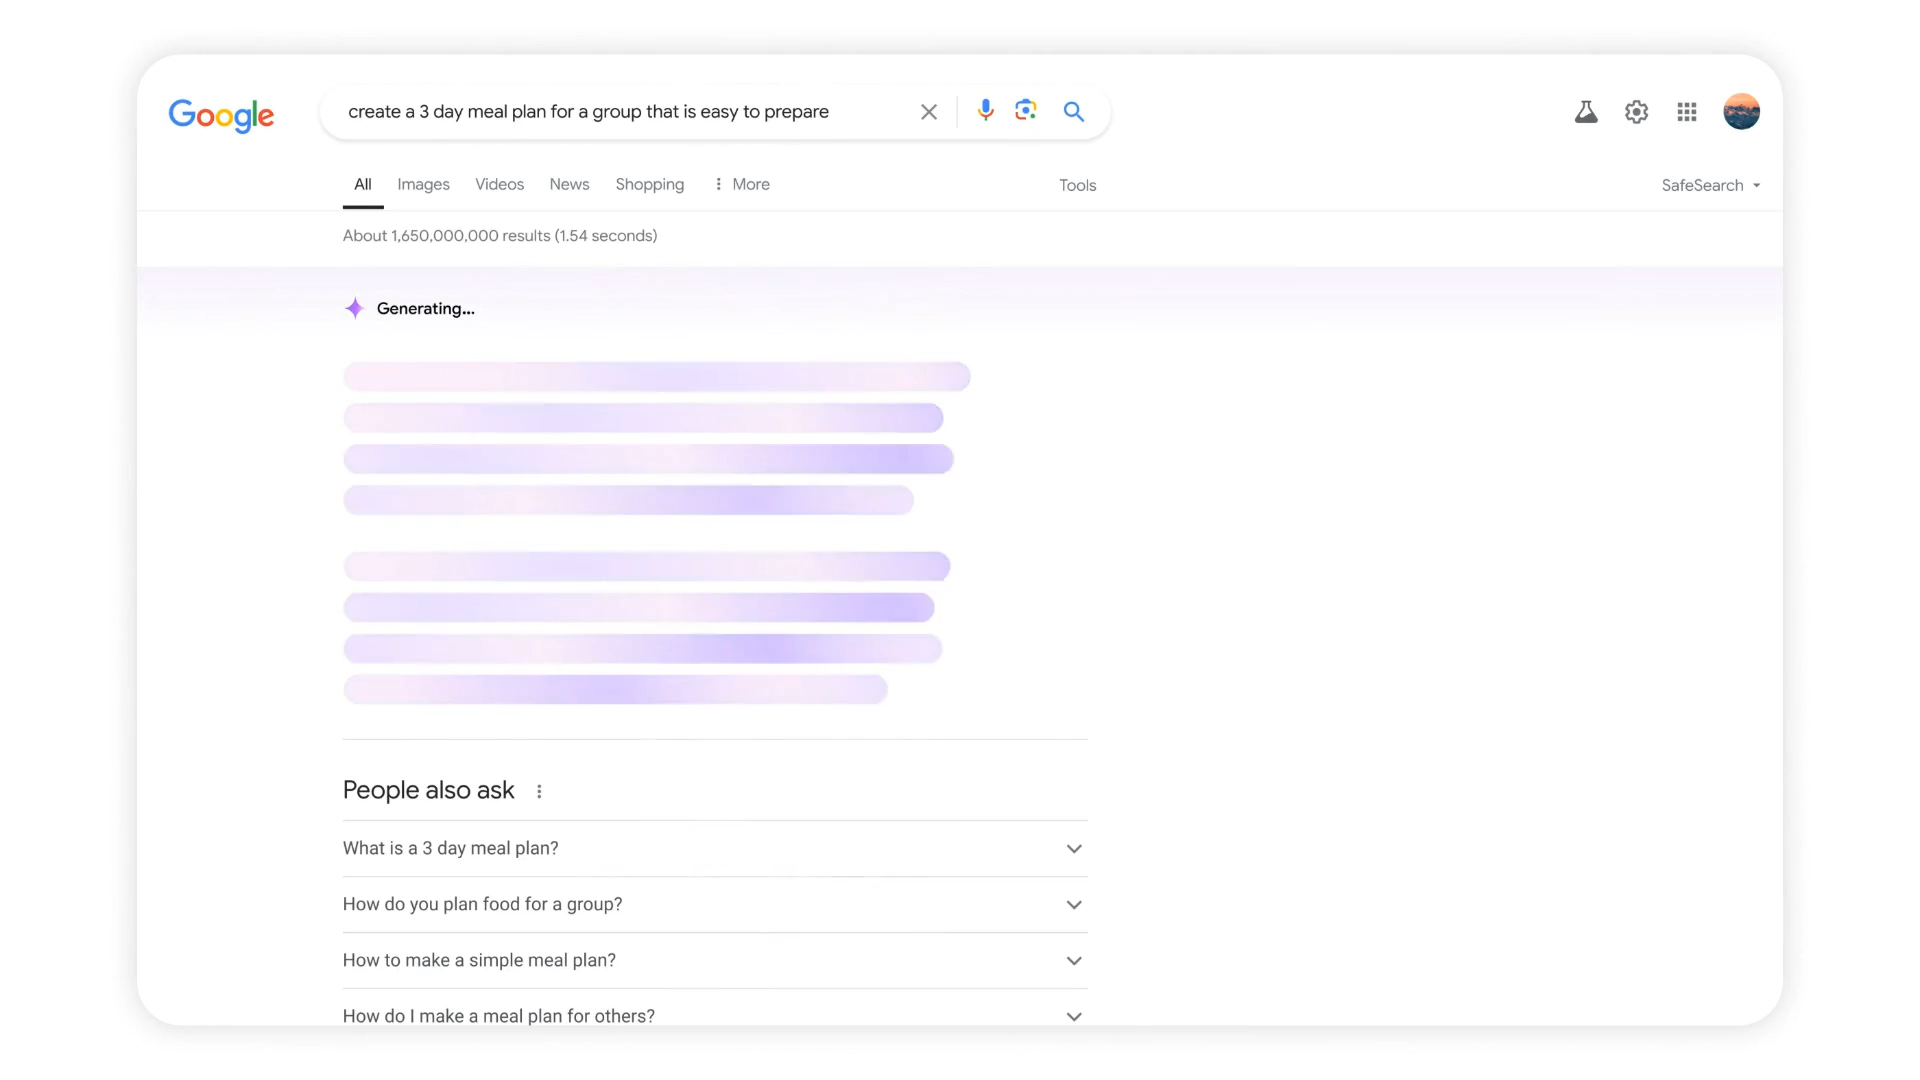 Google
create a 3 day meal plan for a group that is easy to prepare
All Images Videos News Shopping More Tools SafeSearch
About 1,650,000,000 results (1.54 seconds)
Generating...
People also ask
What is a 3 day meal plan?
How do you plan food for a group?
How to make a simple meal plan?
How do I make a meal plan for others?